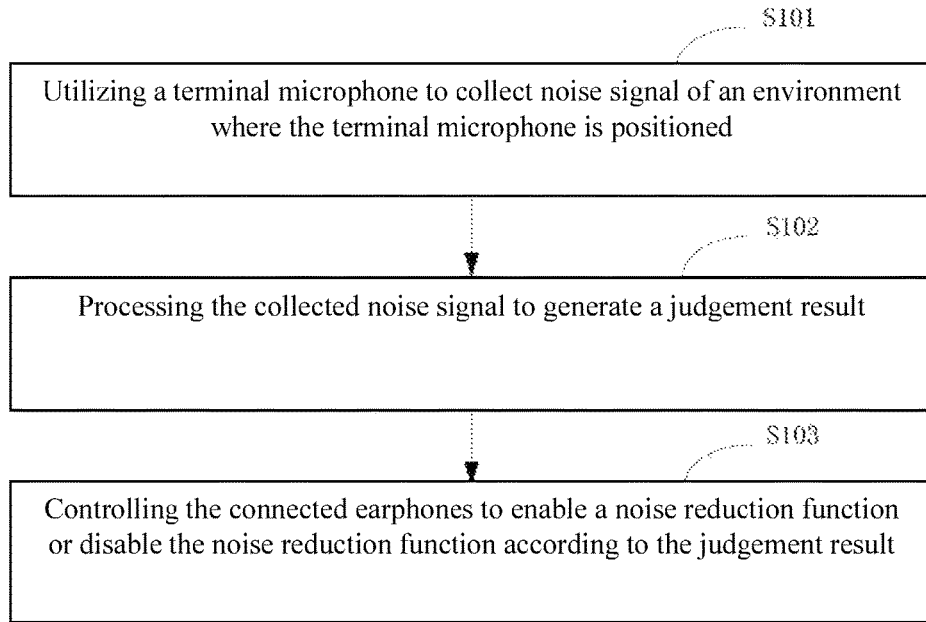 S101
Utilizing a terminal microphone to collect noise signal of an environment
where the terminal microphone is positioned
S102
Processing the collected noise signal to generate a judgement result
S103
Controlling the connected earphones to enable a noise reduction function
or disable the noise reduction function according to the judgement result